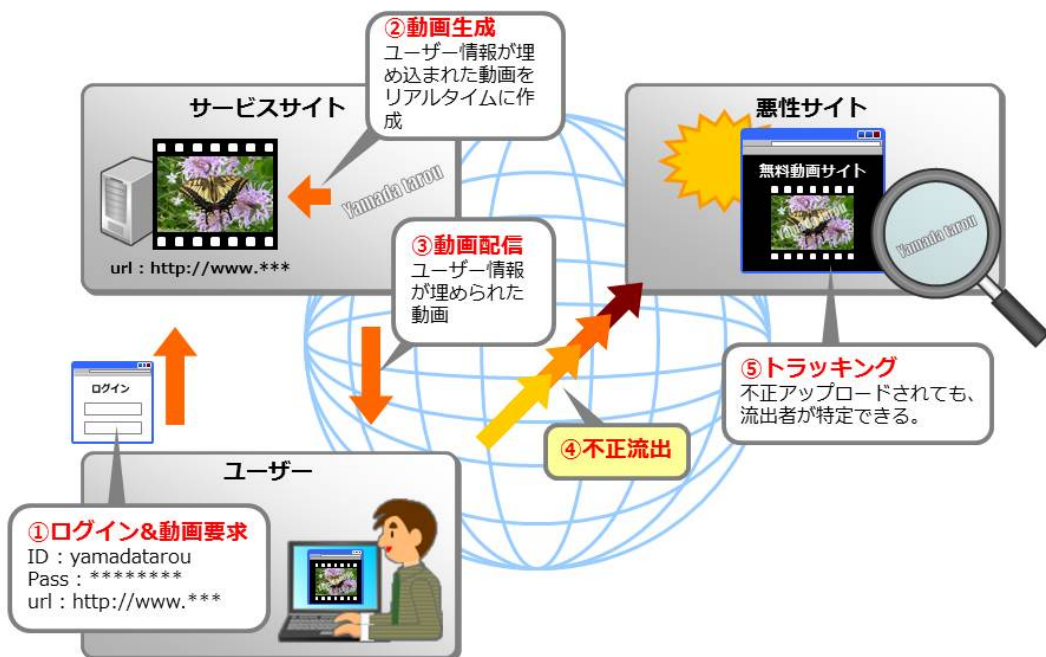 ②動画生成
ユーザー情報が埋
め込まれた動画を
リアルタイムに作
成
サービスサイト
Yamada tarou
url : http://www.***
③動画配信
ユーザー情報
が埋められた
動画
悪性サイト
無料動画サイト
Yamada tarou
Yamada tarou
⑤トラッキング
不正アップロードされても、
流出者が特定できる。
④不正流出
ログイン
ユーザー
①ログイン&動画要求
ID : yamadatarou
Pass : ********
url : http://www.***